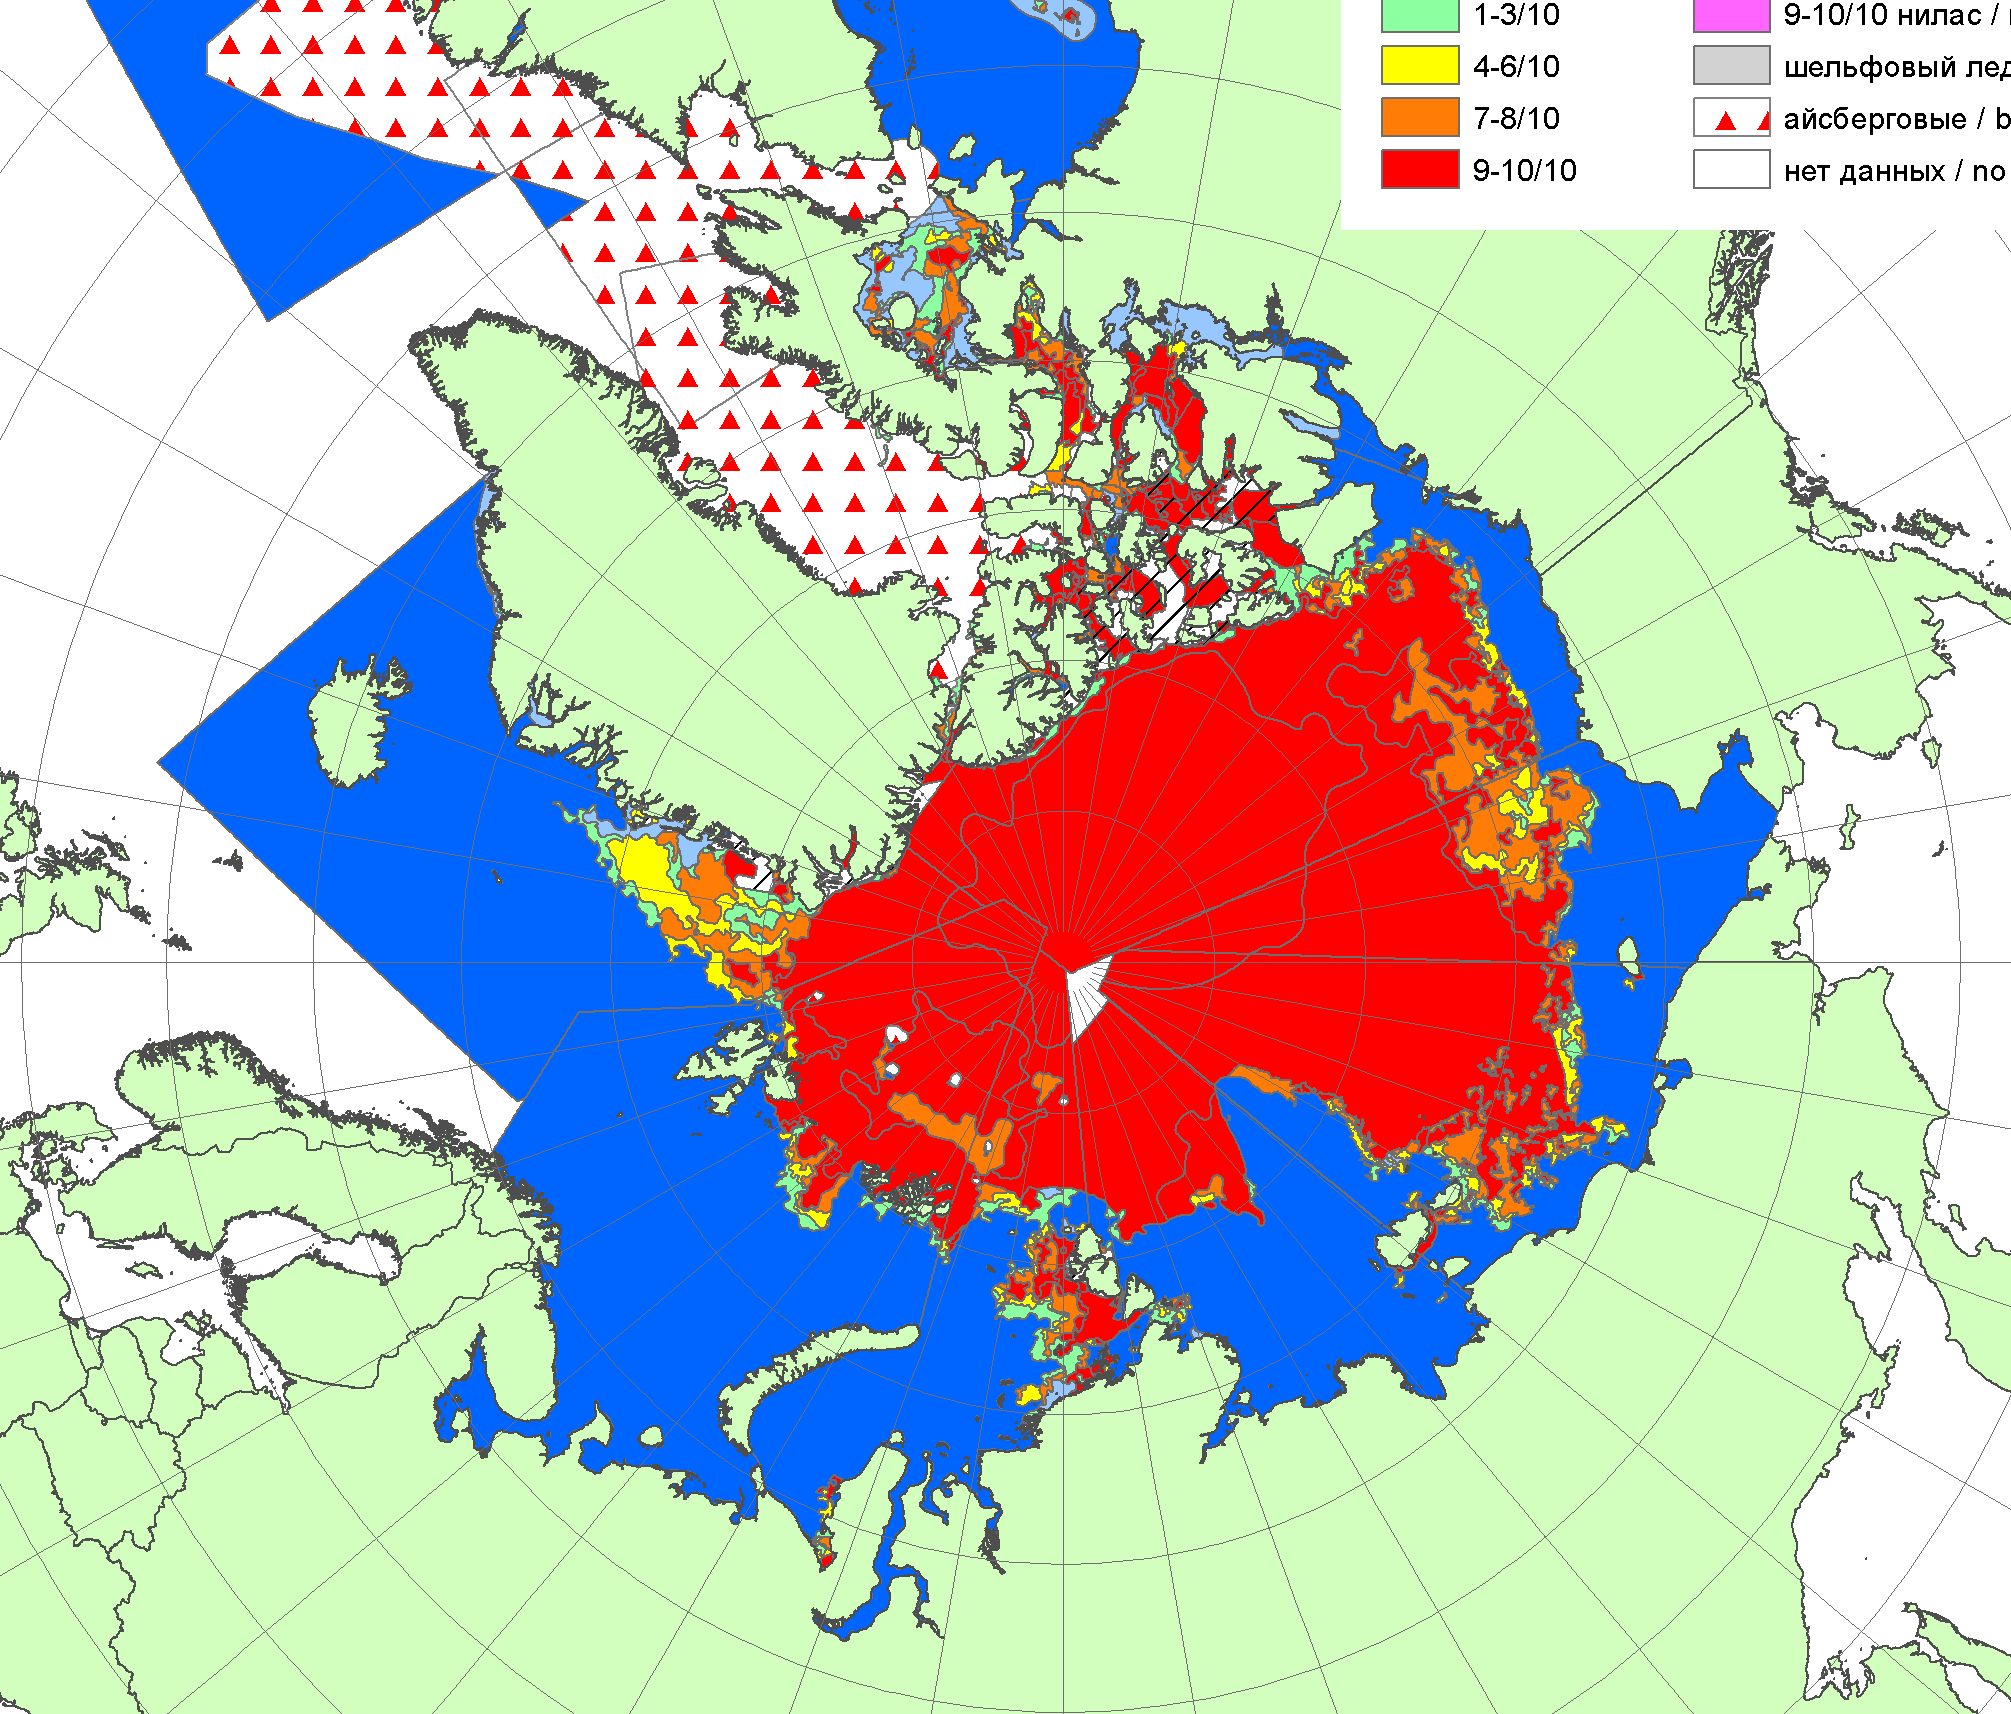 1-3/10
9-10/10 нилас /
4-6/10
шельфовый
7-8/10
айсберговые /
9-10/10
нет данных / no